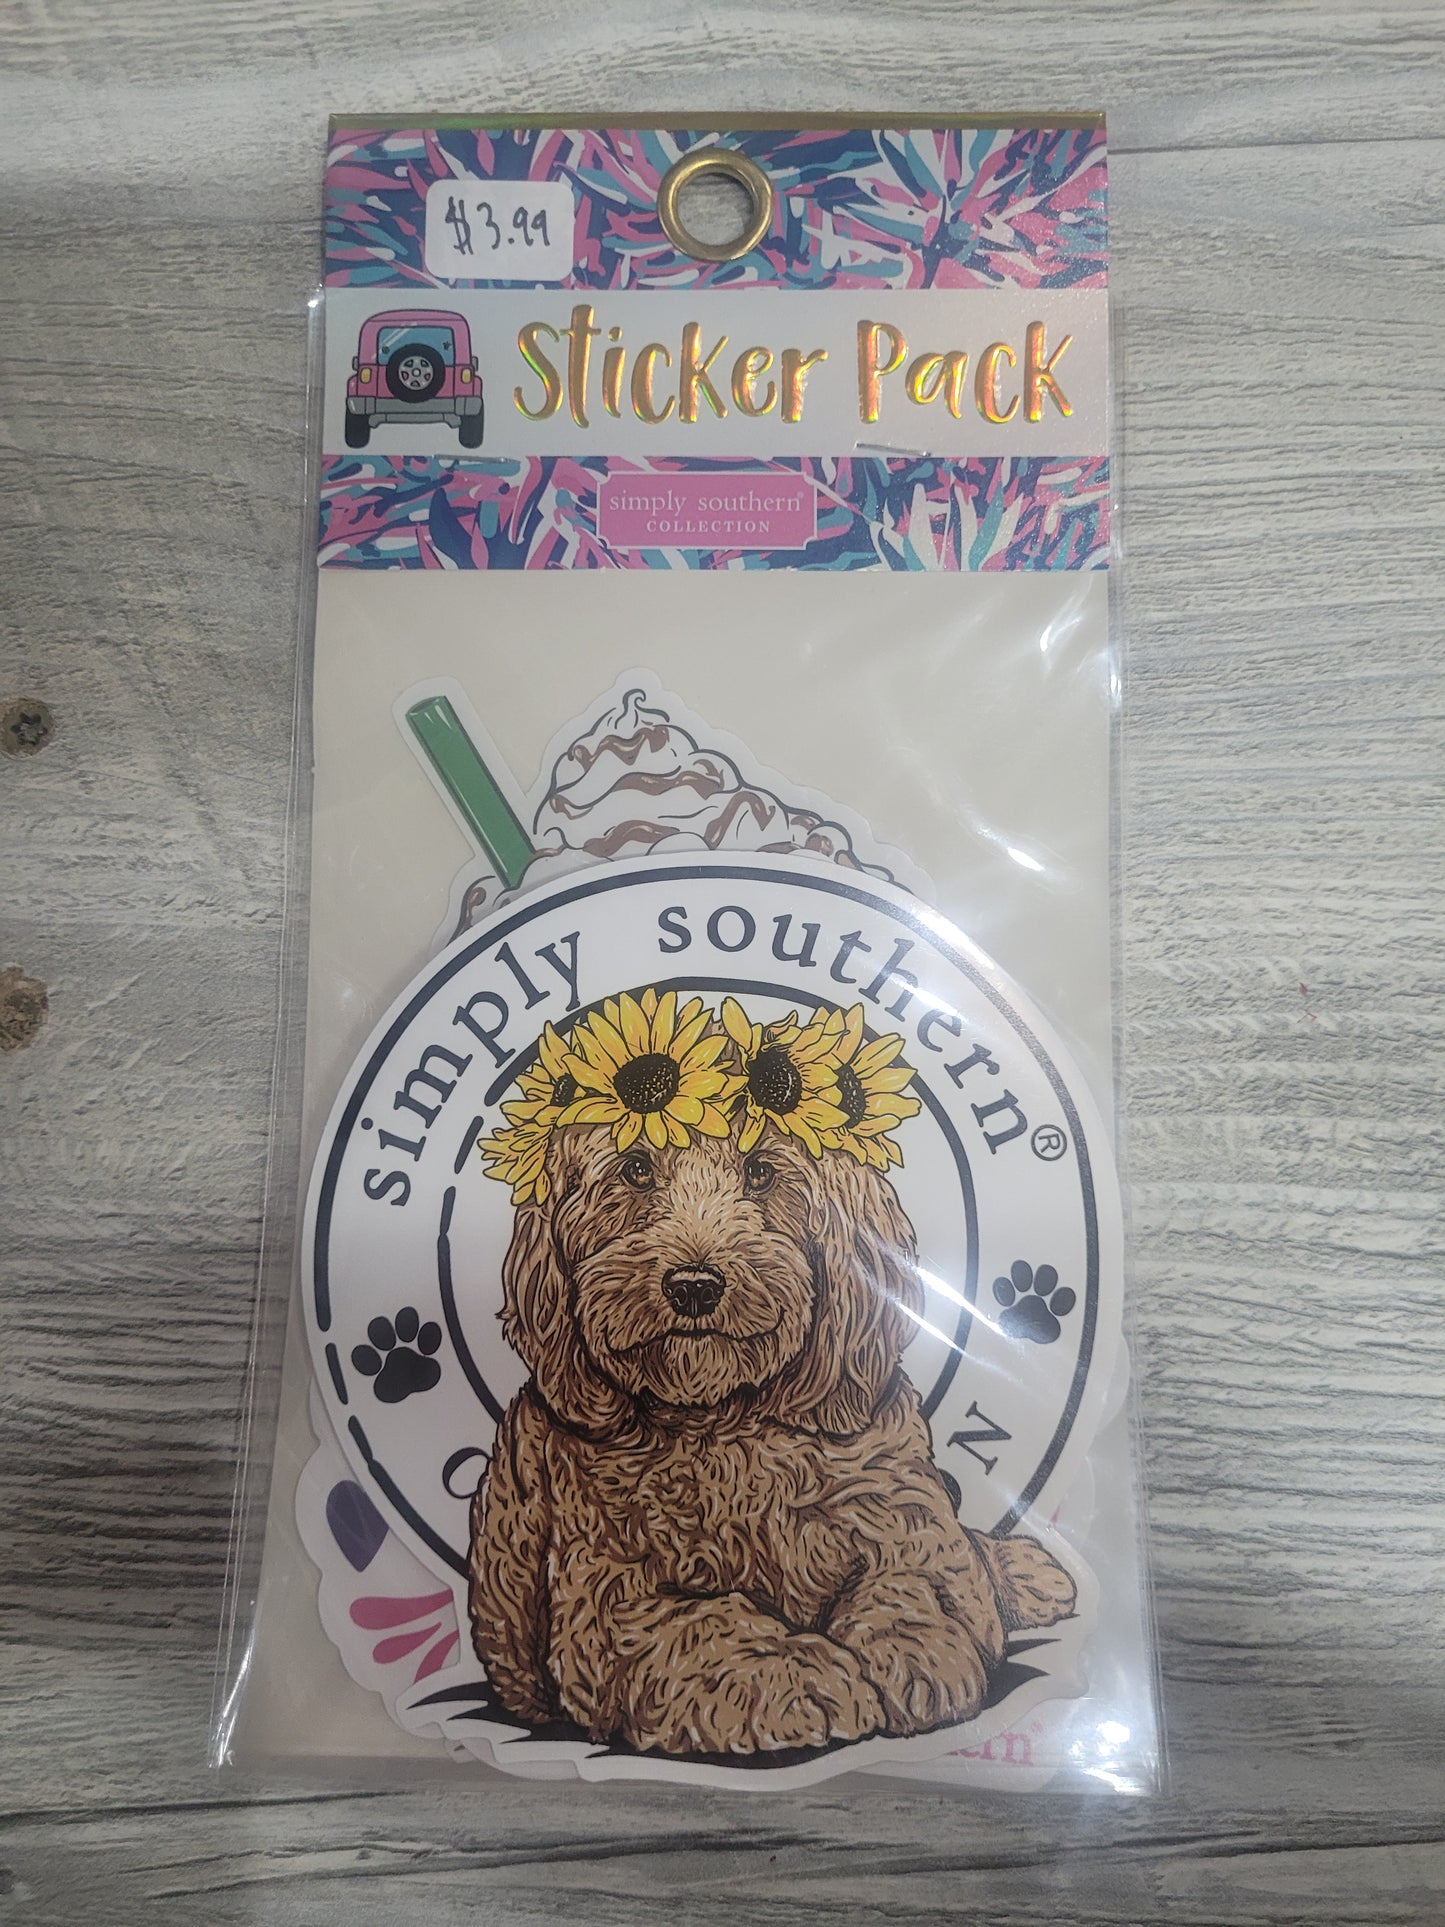 $3.99
Sticker Pack
simply southern®
COLLECTION
simply southern®